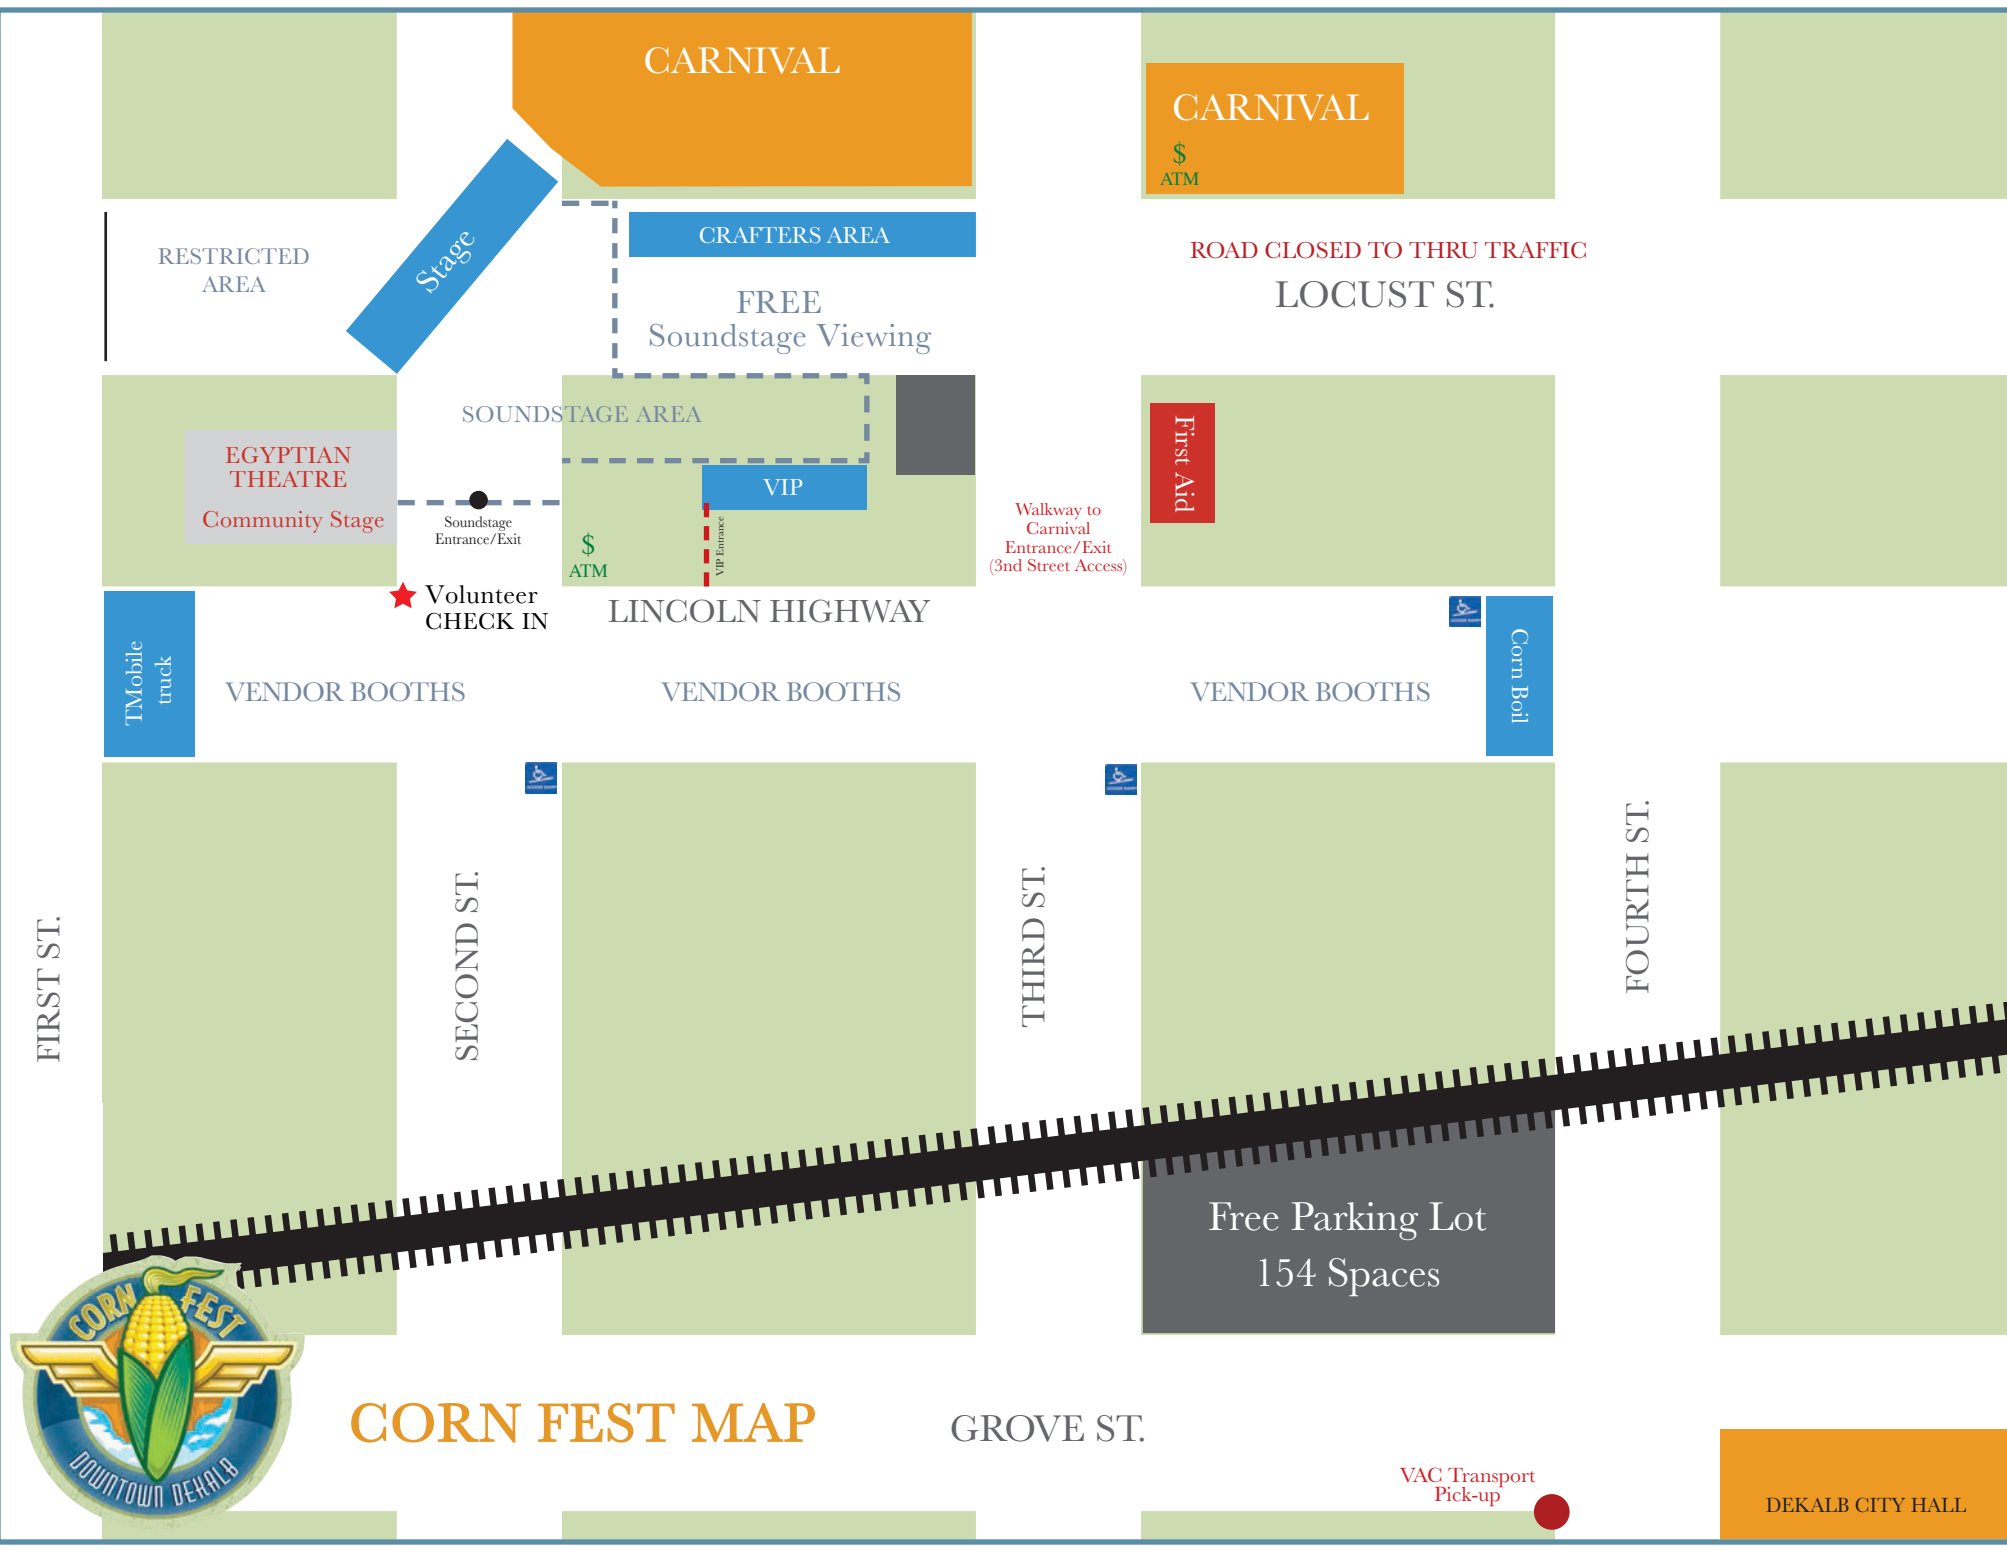 CARNIVAL
CARNIVAL
$
ATM
CRAFTERS AREA
RESTRICTED
AREA
Stage
ROAD CLOSED TO THRU TRAFFIC
LOCUST ST.
FREE
Soundstage Viewing
SOUNDSTAGE AREA
EGYPTIAN
THEATRE
Community Stage
VIP
First Aid
Soundstage
Entrance/Exit
VIP Entrance
$
ATM
Walkway to
Carnival
Entrance/Exit
(3nd Street Access)
Volunteer
CHECK IN
LINCOLN HIGHWAY
TMobile
truck
VENDOR BOOTHS
VENDOR BOOTHS
VENDOR BOOTHS
Corn Boil
FIRST ST.
SECOND ST.
THIRD ST.
FOURTH ST.
Free Parking Lot
154 Spaces
CORN FEST
DOWNTOWN DEKALB
CORN FEST MAP
GROVE ST.
VAC Transport
Pick-up
DEKALB CITY HALL